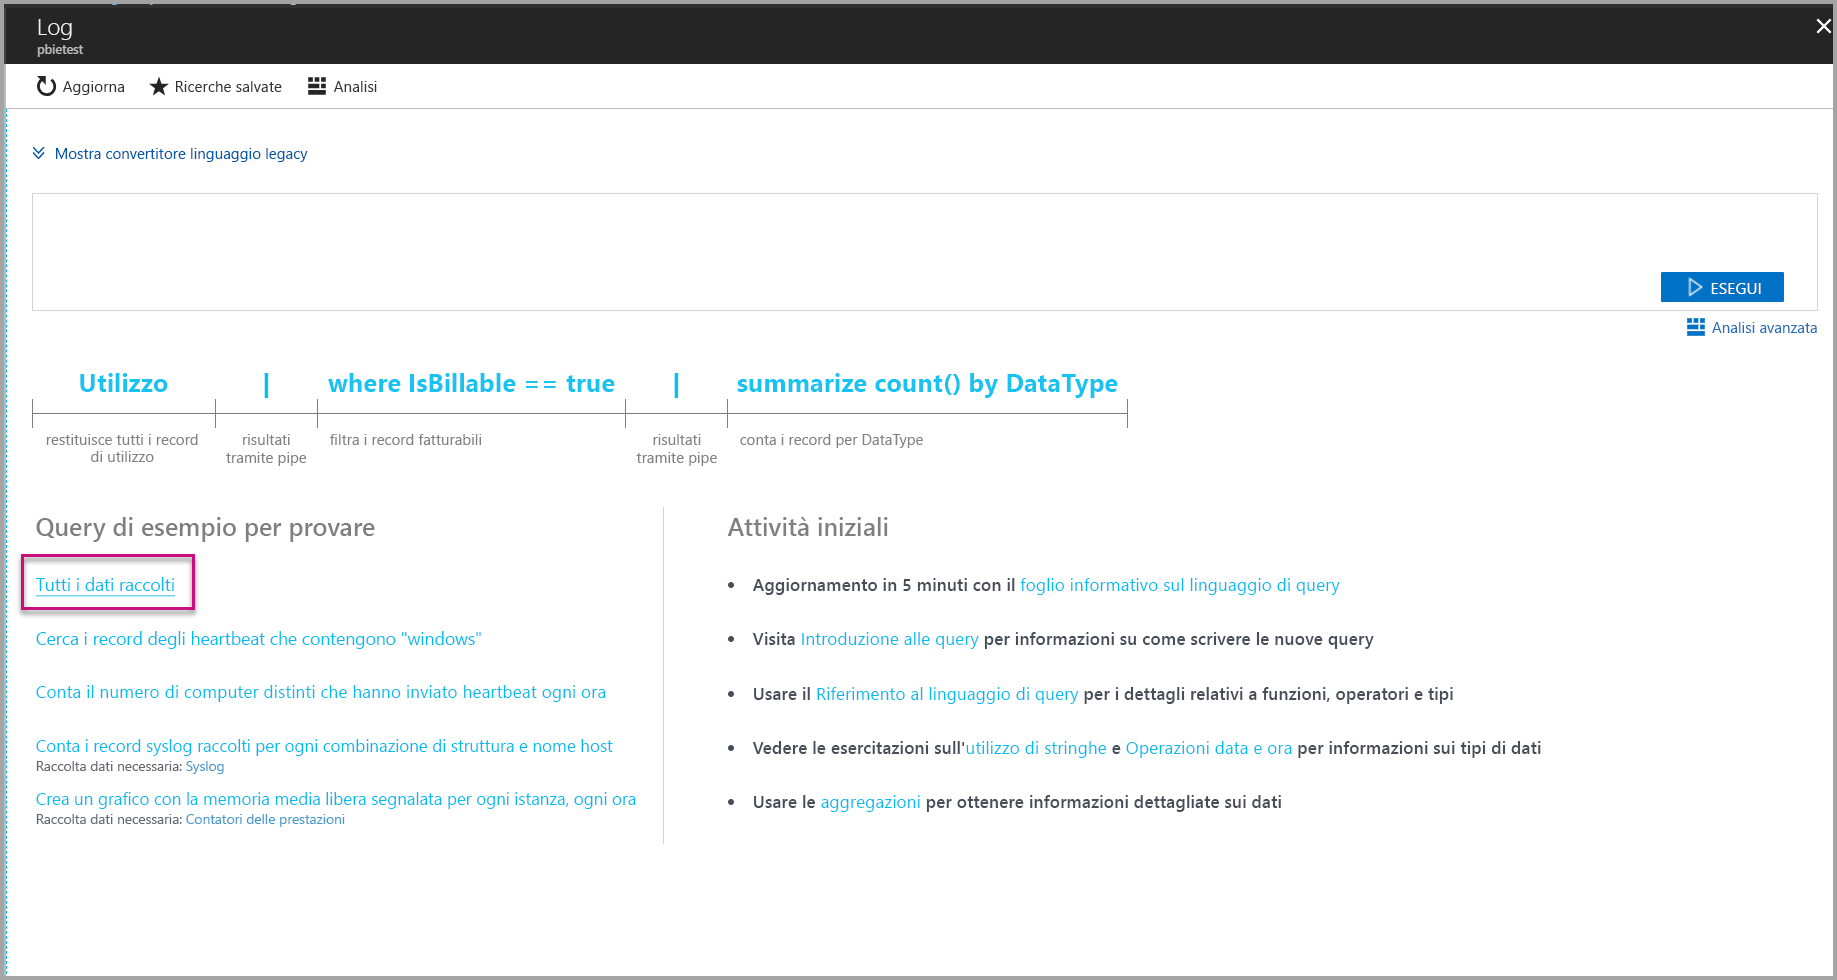 Log
pbietest
Aggiorna Ricerche salvate Analisi
Mostra convertitore linguaggio legacy
ESEGUI
Analisi avanzata
Utilizzo | where IsBillable == true | summarize count() by DataType
restituisce tutti i record
di utilizzo
risultati
tramite pipe
filtra i record fatturabili
risultati
tramite pipe
conta i record per DataType
Query di esempio per provare
Tutti i dati raccolti
Cerca i record degli heartbeat che contengono "windows"
Conta il numero di computer distinti che hanno inviato heartbeat ogni ora
Conta i record syslog raccolti per ogni combinazione di struttura e nome host
Raccolta dati necessaria: Syslog
Crea un grafico con la memoria media libera segnalata per ogni istanza, ogni ora
Raccolta dati necessaria: Contatori delle prestazioni
Attività iniziali
• Aggiornamento in 5 minuti con il foglio informativo sul linguaggio di query
• Visita Introduzione alle query per informazioni su come scrivere le nuove query
• Usare il Riferimento al linguaggio di query per i dettagli relativi a funzioni, operatori e tipi
• Vedere le esercitazioni sull'utilizzo di stringhe e Operazioni data e ora per informazioni sui tipi di dati
• Usare le aggregazioni per ottenere informazioni dettagliate sui dati